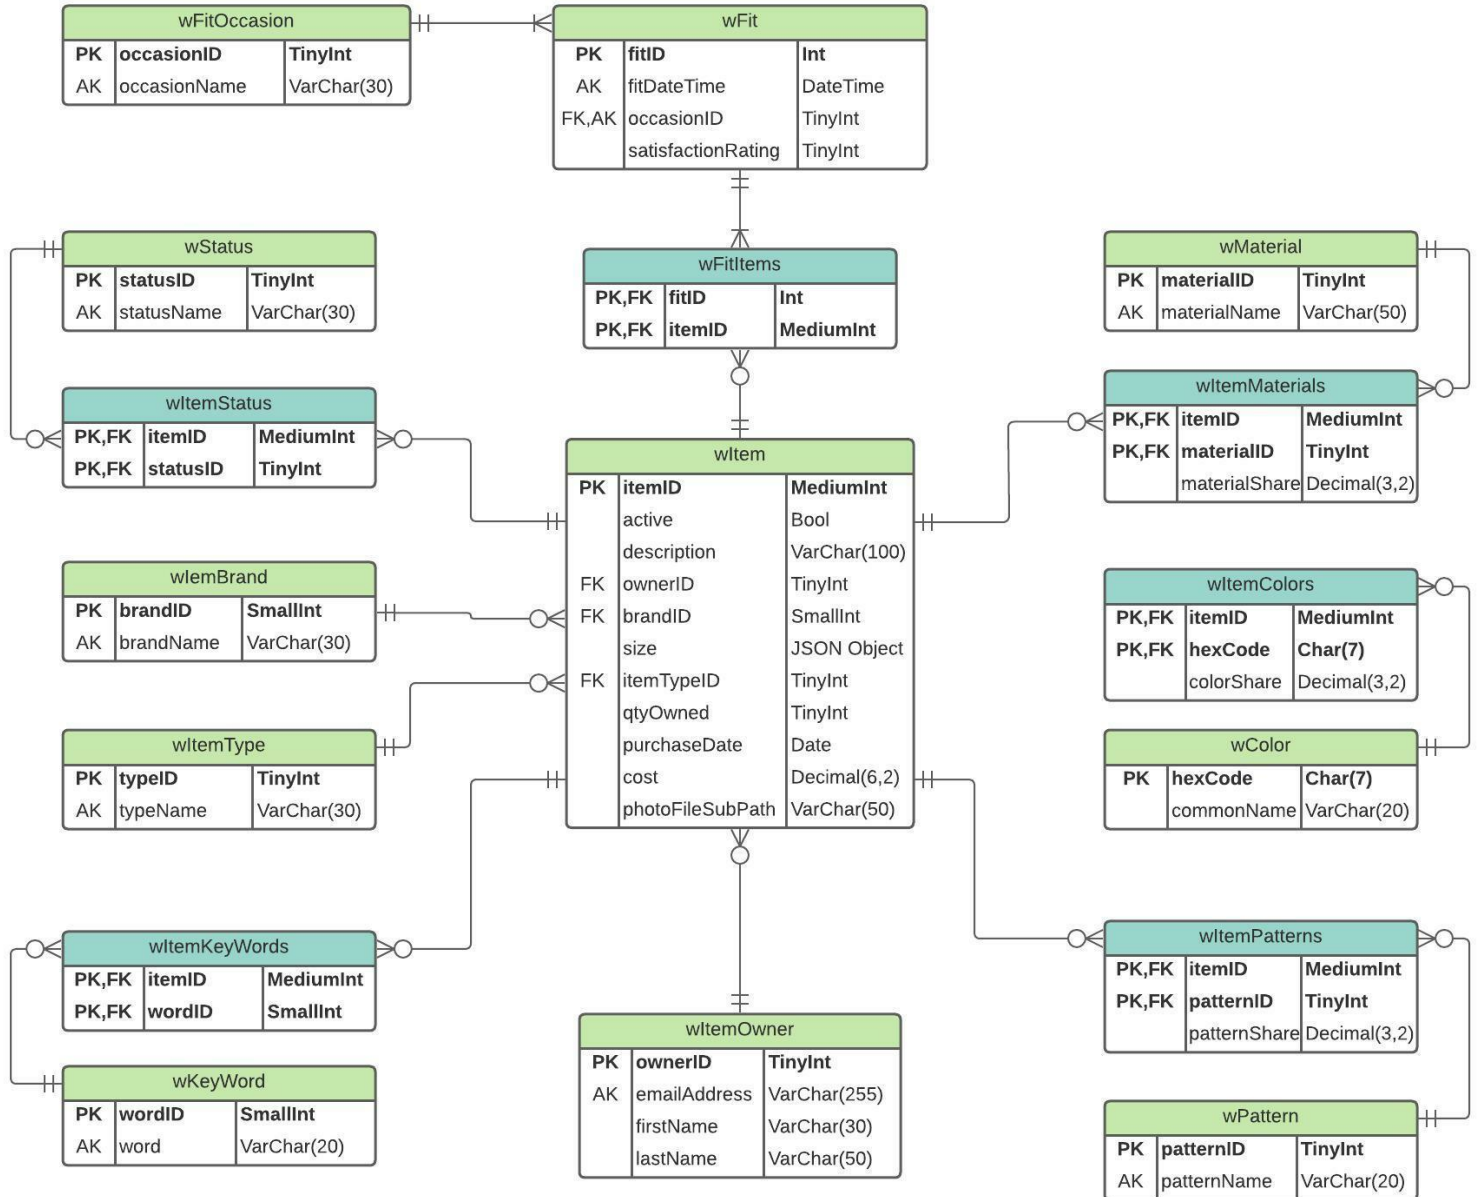 wFitOccasion
PK occasionID TinyInt
AK occasionName VarChar(30)
wFit
PK fitID Int
AK fitDateTime DateTime
FK,AK occasionID TinyInt
satisfactionRating TinyInt
wStatus
PK statusID TinyInt
AK statusName VarChar(30)
wFitItems
PK,FK fitID Int
PK,FK itemID MediumInt
wMaterial
PK materialID TinyInt
AK materialName VarChar(50)
wItemStatus
PK,FK itemID MediumInt
PK,FK statusID TinyInt
wItemMaterials
PK,FK itemID MediumInt
PK,FK materialID TinyInt
materialShare Decimal(3,2)
wItem
PK itemID MediumInt
active Bool
description VarChar(100)
FK ownerID TinyInt
FK brandID SmallInt
size JSON Object
FK itemTypeID TinyInt
qtyOwned TinyInt
purchaseDate Date
cost Decimal(6,2)
photoFileSubPath VarChar(50)
wIemBrand
PK brandID SmallInt
AK brandName VarChar(30)
wItemColors
PK,FK itemID MediumInt
PK,FK hexCode Char(7)
colorShare Decimal(3,2)
wItemType
PK typeID TinyInt
AK typeName VarChar(30)
wColor
PK hexCode Char(7)
commonName VarChar(20)
wItemKeyWords
PK,FK itemID MediumInt
PK,FK wordID SmallInt
wItemPatterns
PK,FK itemID MediumInt
PK,FK patternID TinyInt
patternShare Decimal(3,2)
wItemOwner
PK ownerID TinyInt
AK emailAddress VarChar(255)
firstName VarChar(30)
lastName VarChar(50)
wKeyWord
PK wordID SmallInt
AK word VarChar(20)
wPattern
PK patternID TinyInt
AK patternName VarChar(20)